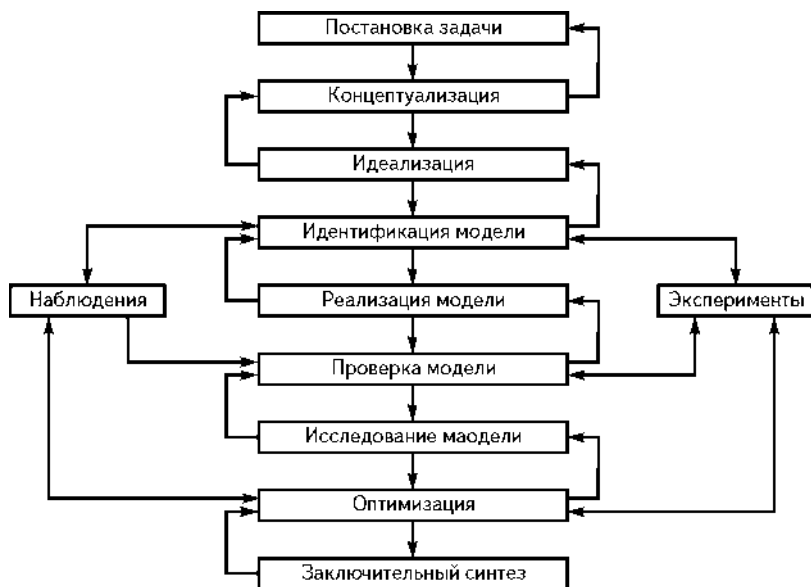 Постановка задачи
Концептуализация
Идеализация
Идентификация модели
Наблюдения
Реализация модели
Эксперименты
Проверка модели
Исследование маодели
Оптимизация
Заключительный синтез